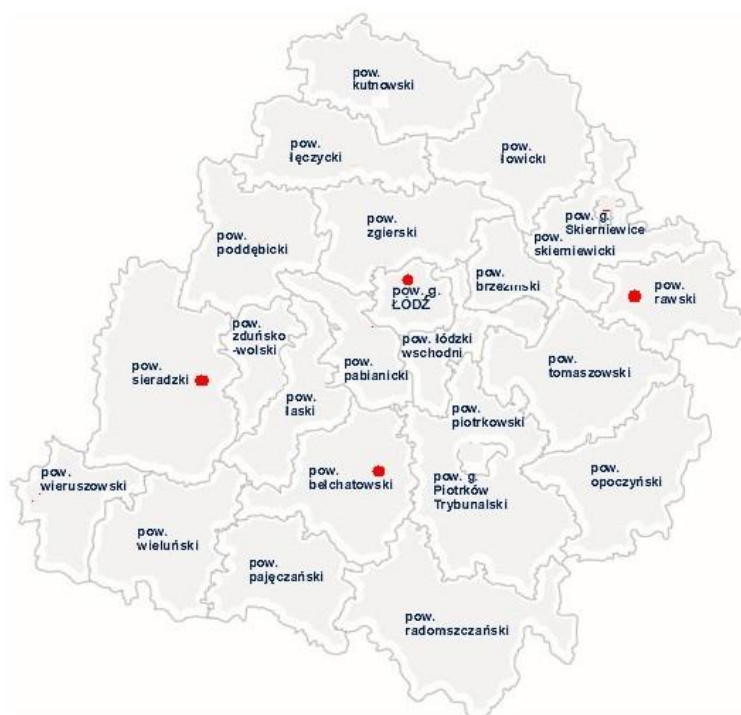 pow.
kutnowski
pow.
łęczycki
pow.
łowicki
pow.
zgierski
pow. g.
Skierniewice
pow.
skierniewicki
pow.
poddębicki
pow.
brzeziński
pow.
rawski
pow. g.
ŁÓDŹ
pow.
zduńsko
-wolski
pow. łódzki
wschodni
pow.
sieradzki
pow.
pabianicki
pow.
tomaszowski
pow.
łaski
pow.
piotrkowski
pow.
wieruszowski
pow.
bełchatowski
pow. g.
Piotrków
Trybunalski
pow.
opoczyński
pow.
wieluński
pow.
pajęczański
pow.
radomszczański